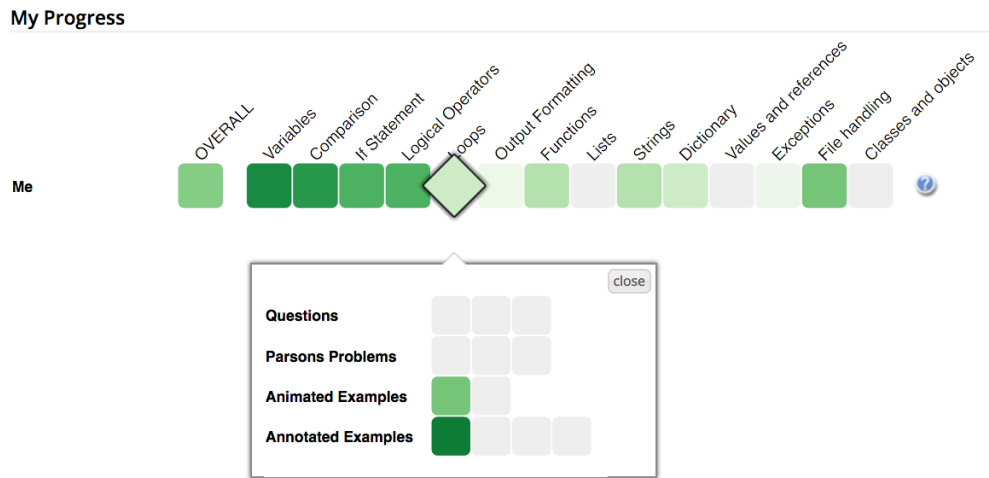 My Progress
OVERALL
Variables
Comparison
If Statement
Logical Operators
Loops
Output Formatting
Functions
Lists
Strings
Dictionary
Values and references
Exceptions
File handling
Classes and objects
Me
?
close
Questions
Parsons Problems
Animated Examples
Annotated Examples